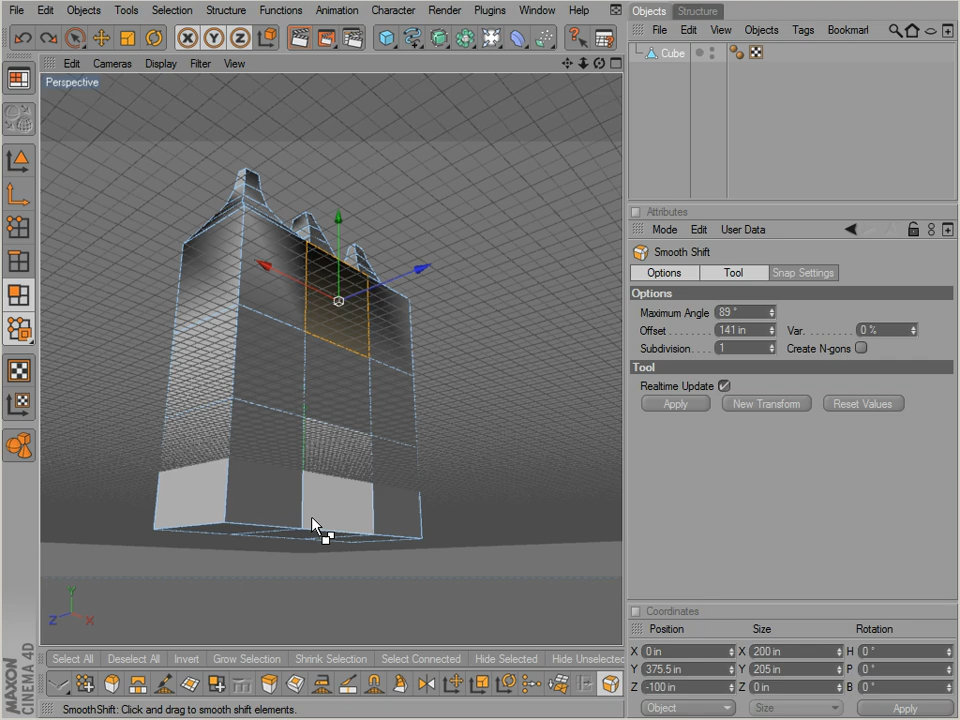 File Edit Objects Tools Selection Structure Functions Animation Character Render Plugins Window Help
Objects Structure
File Edit View Objects Tags Bookmark
X Y Z
Edit Cameras Display Filter View
Cube
Perspective
Attributes
Mode Edit User Data
Smooth Shift
Options Tool Snap Settings
Options
Maximum Angle 89 °
Offset 141 in Var. 0 %
Subdivision 1 Create N-gons
Tool
Realtime Update
Apply New Transform Reset Values
Coordinates
Position Size Rotation
X 0 in X 200 in H 0 °
Y 375.5 in Y 205 in P 0 °
Z -100 in Z 0 in B 0 °
Object Size Apply
Y
Z X
Select All Deselect All Invert Grow Selection Shrink Selection Select Connected Hide Selected Hide Unselected
SmoothShift: Click and drag to smooth shift elements.
MAXON
CINEMA 4D